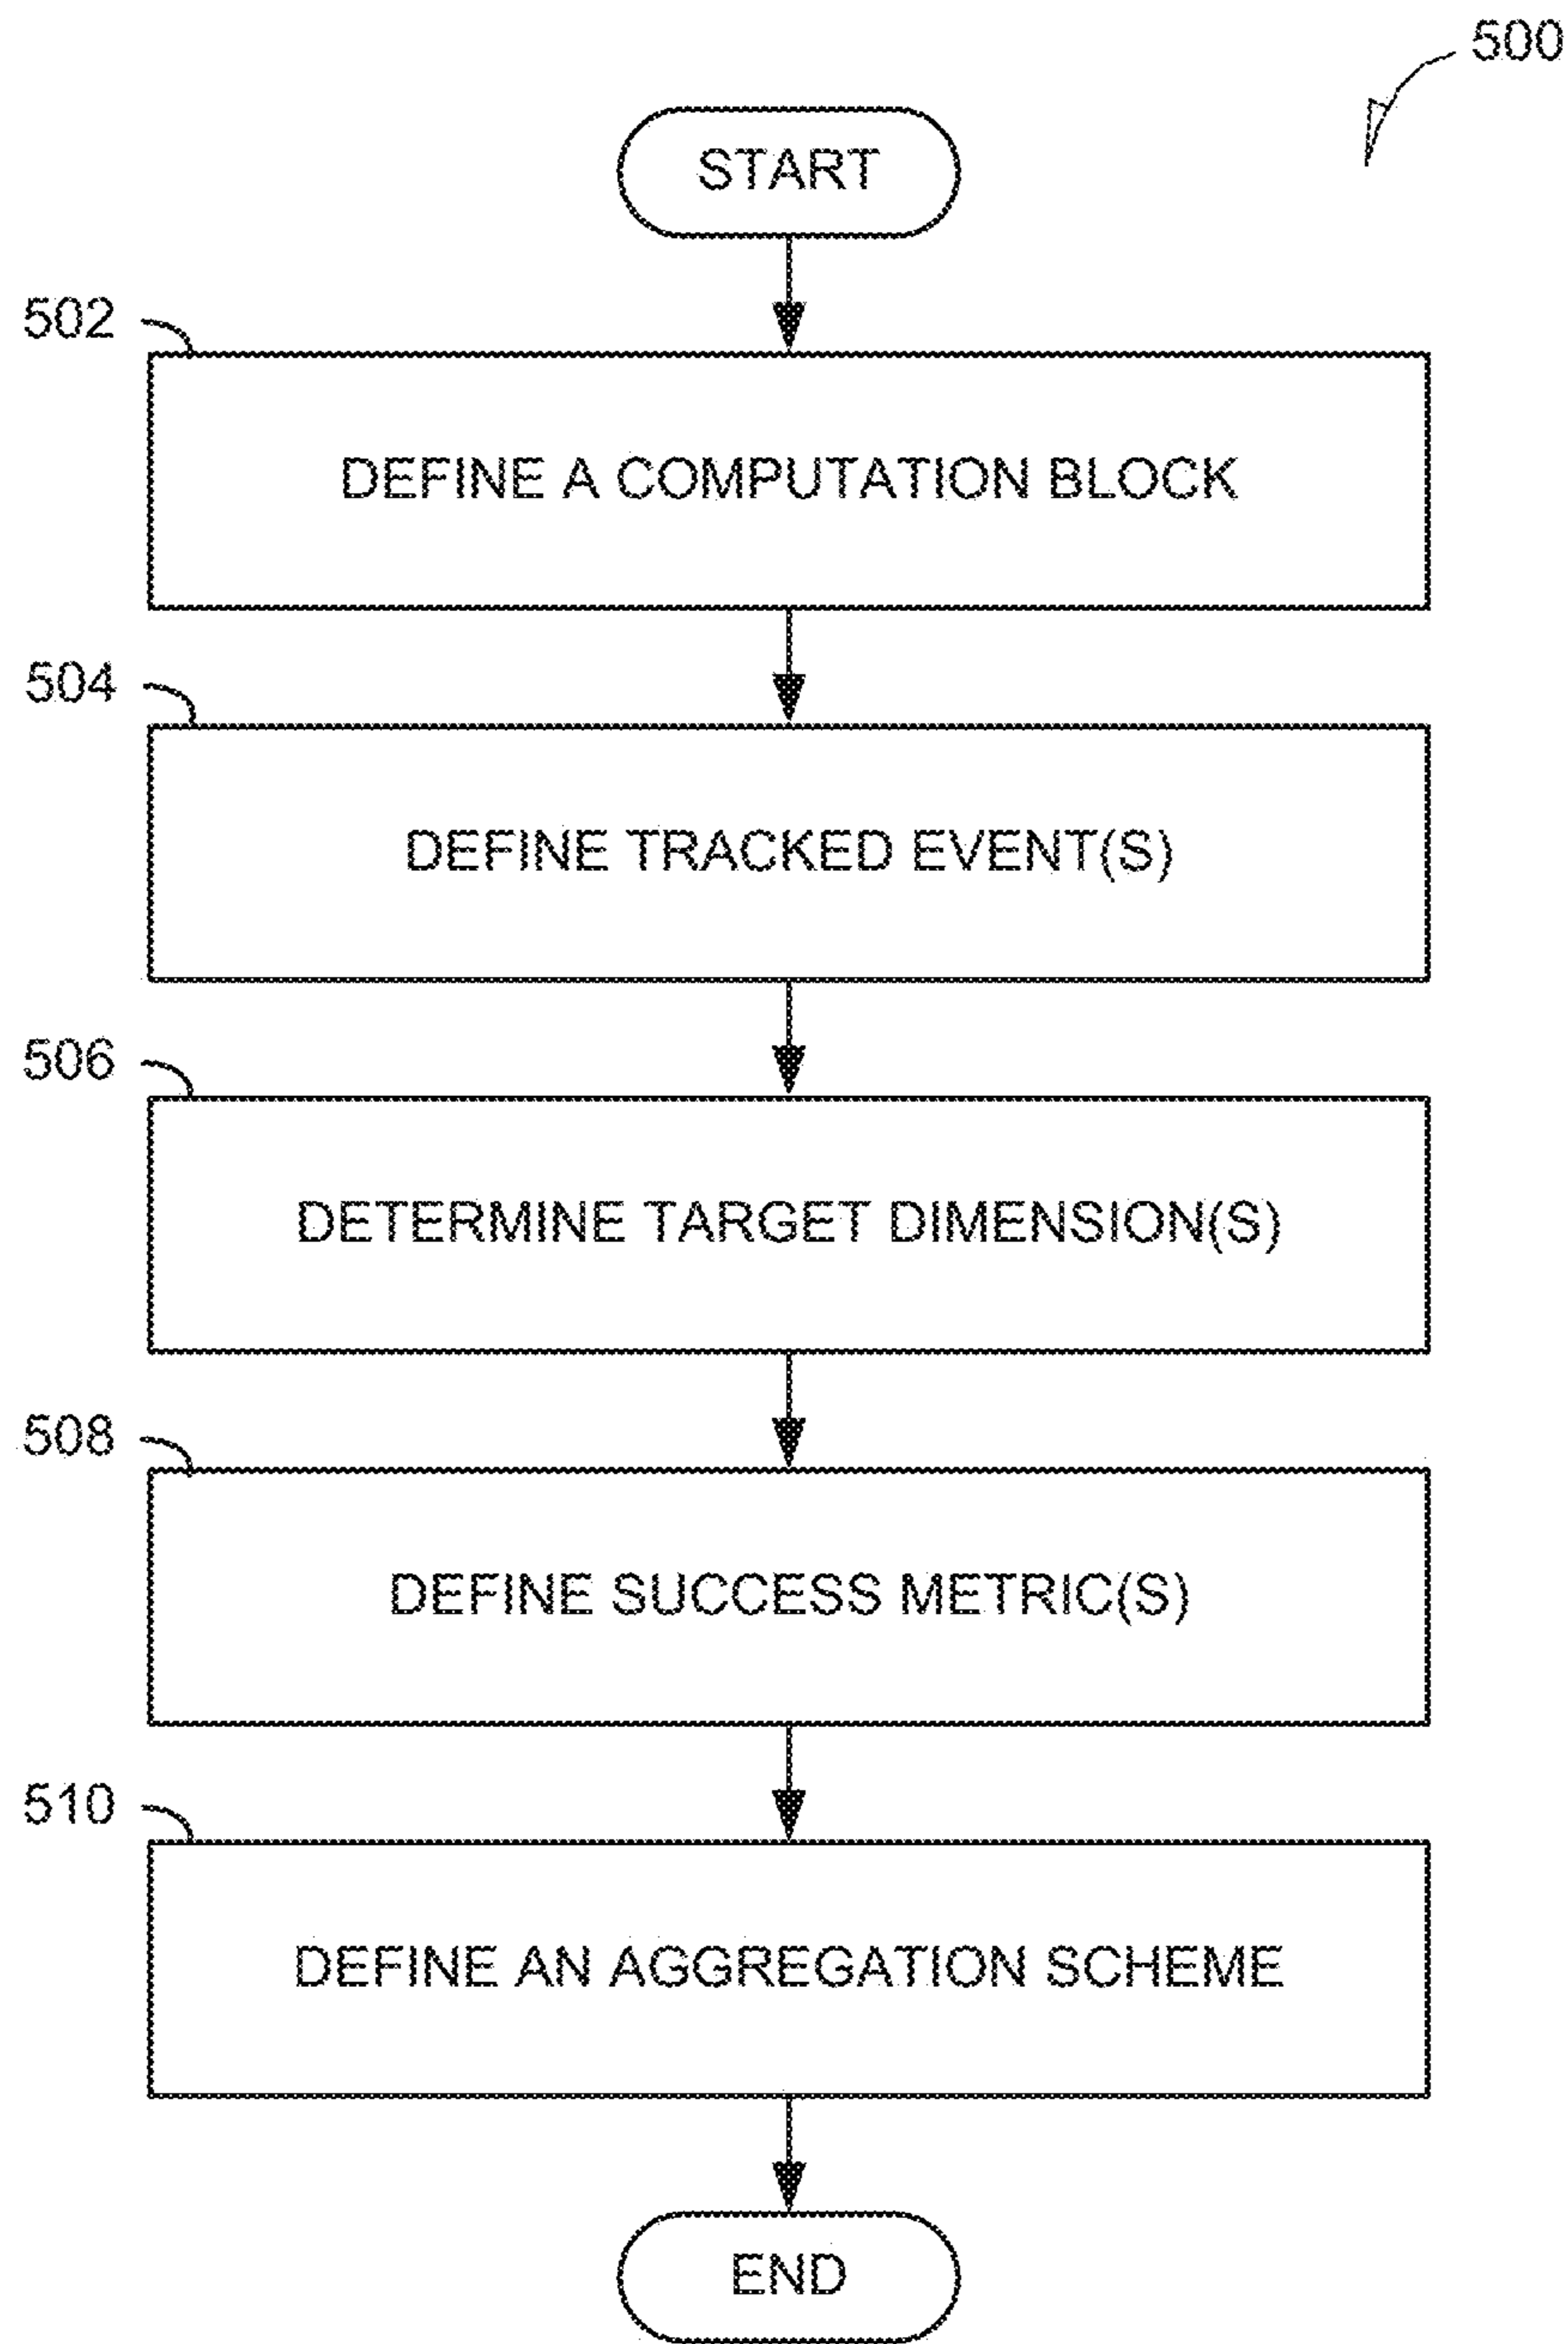 500
START
502
DEFINE A COMPUTATION BLOCK
504
DEFINE TRACKED EVENT(S)
506
DETERMINE TARGET DIMENSION(S)
508
DEFINE SUCCESS METRIC(S)
510
DEFINE AN AGGREGATION SCHEME
END